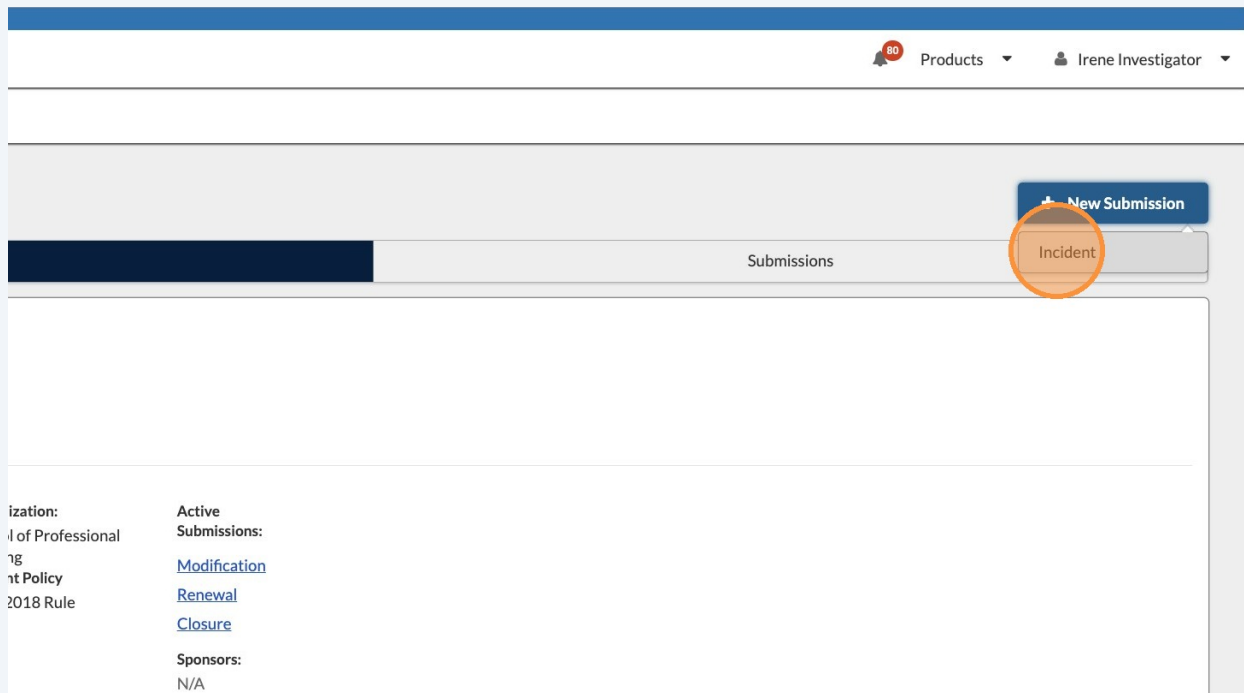 80 Products Irene Investigator
New Submission
Submissions
Incident
ization:
l of Professional
ng
nt Policy
2018 Rule
Active
Submissions:
Modification
Renewal
Closure
Sponsors:
N/A